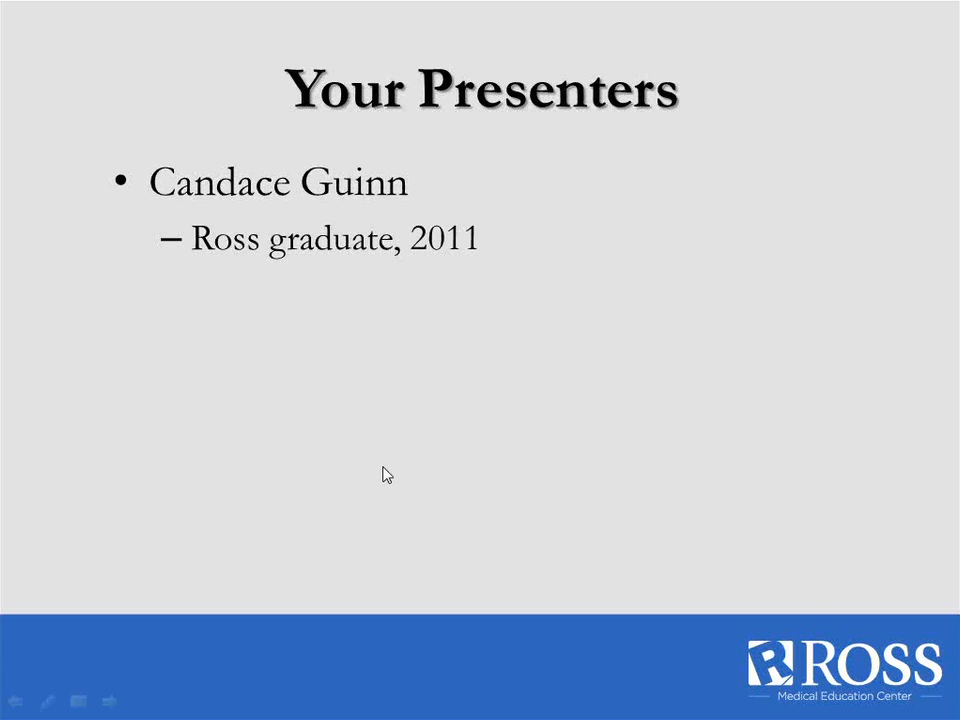 Your Presenters
• Candace Guinn
– Ross graduate, 2011
ROSS
Medical Education Center